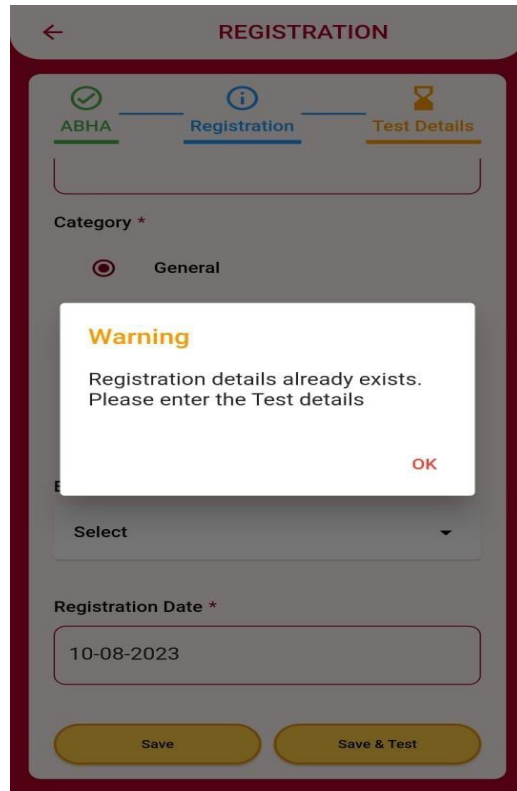 REGISTRATION
ABHA
Registration
Test Details
Category *
General
Warning
Registration details already exists.
Please enter the Test details
OK
Select
Registration Date *
10-08-2023
Save
Save & Test